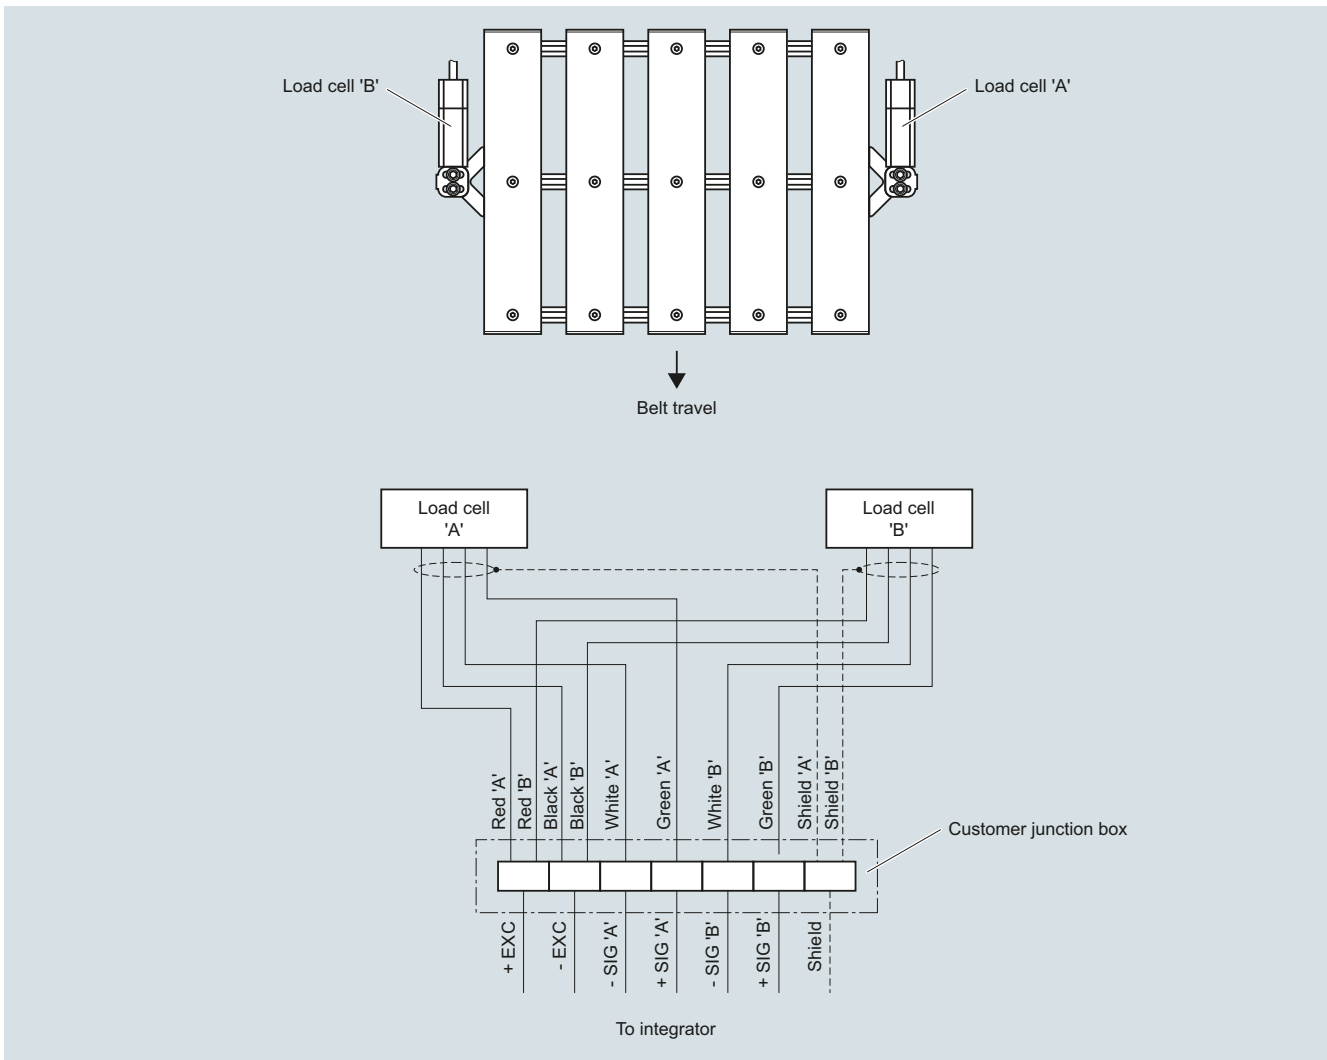 Load cell 'B'
Load cell 'A'
Belt travel
Load cell
'A'
Load cell
'B'
Red 'A'
Red 'B'
Black 'A'
Black 'B'
White 'A'
Green 'A'
White 'B'
Green 'B'
Shield 'A'
Shield 'B'
Customer junction box
+ EXC
- EXC
- SIG 'A'
+ SIG 'A'
- SIG 'B'
+ SIG 'B'
Shield
To integrator